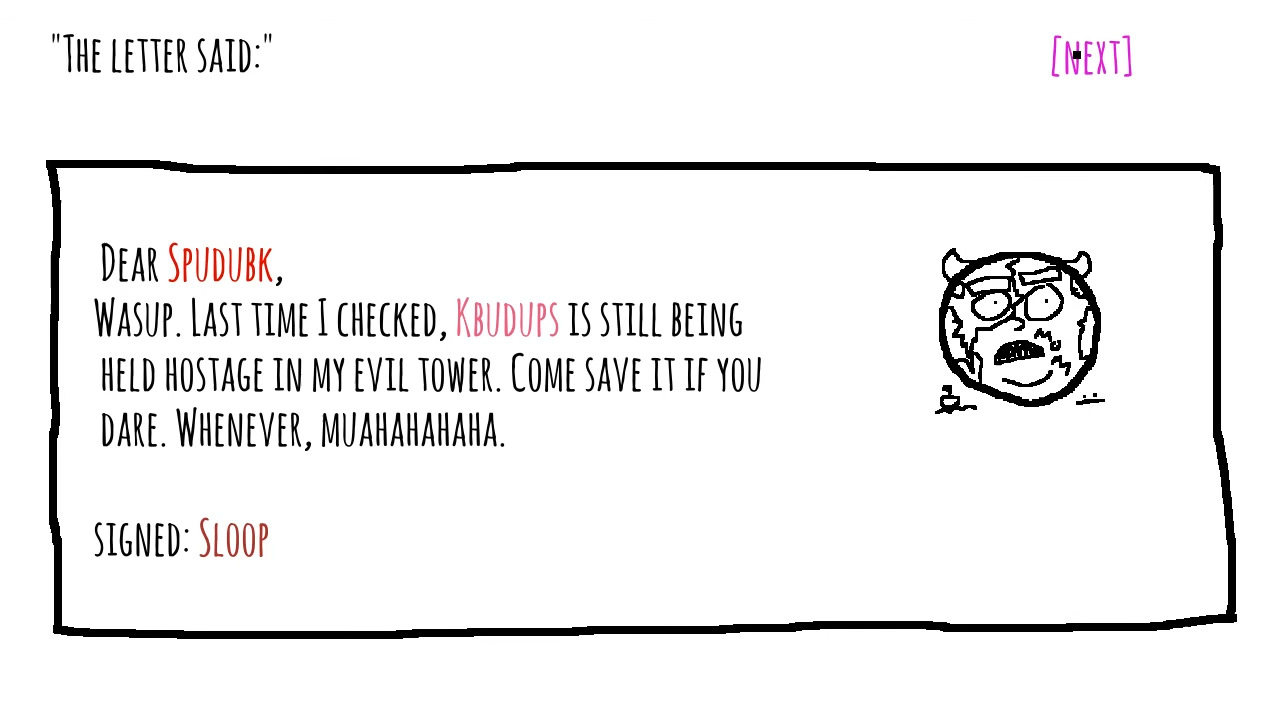 "The letter said:"
[Next]
Dear Spudubk,
Wasup. Last time I checked, Kbudups is still being
held hostage in my evil tower. Come save it if you
dare. Whenever, muahahahaha.
signed: Sloop